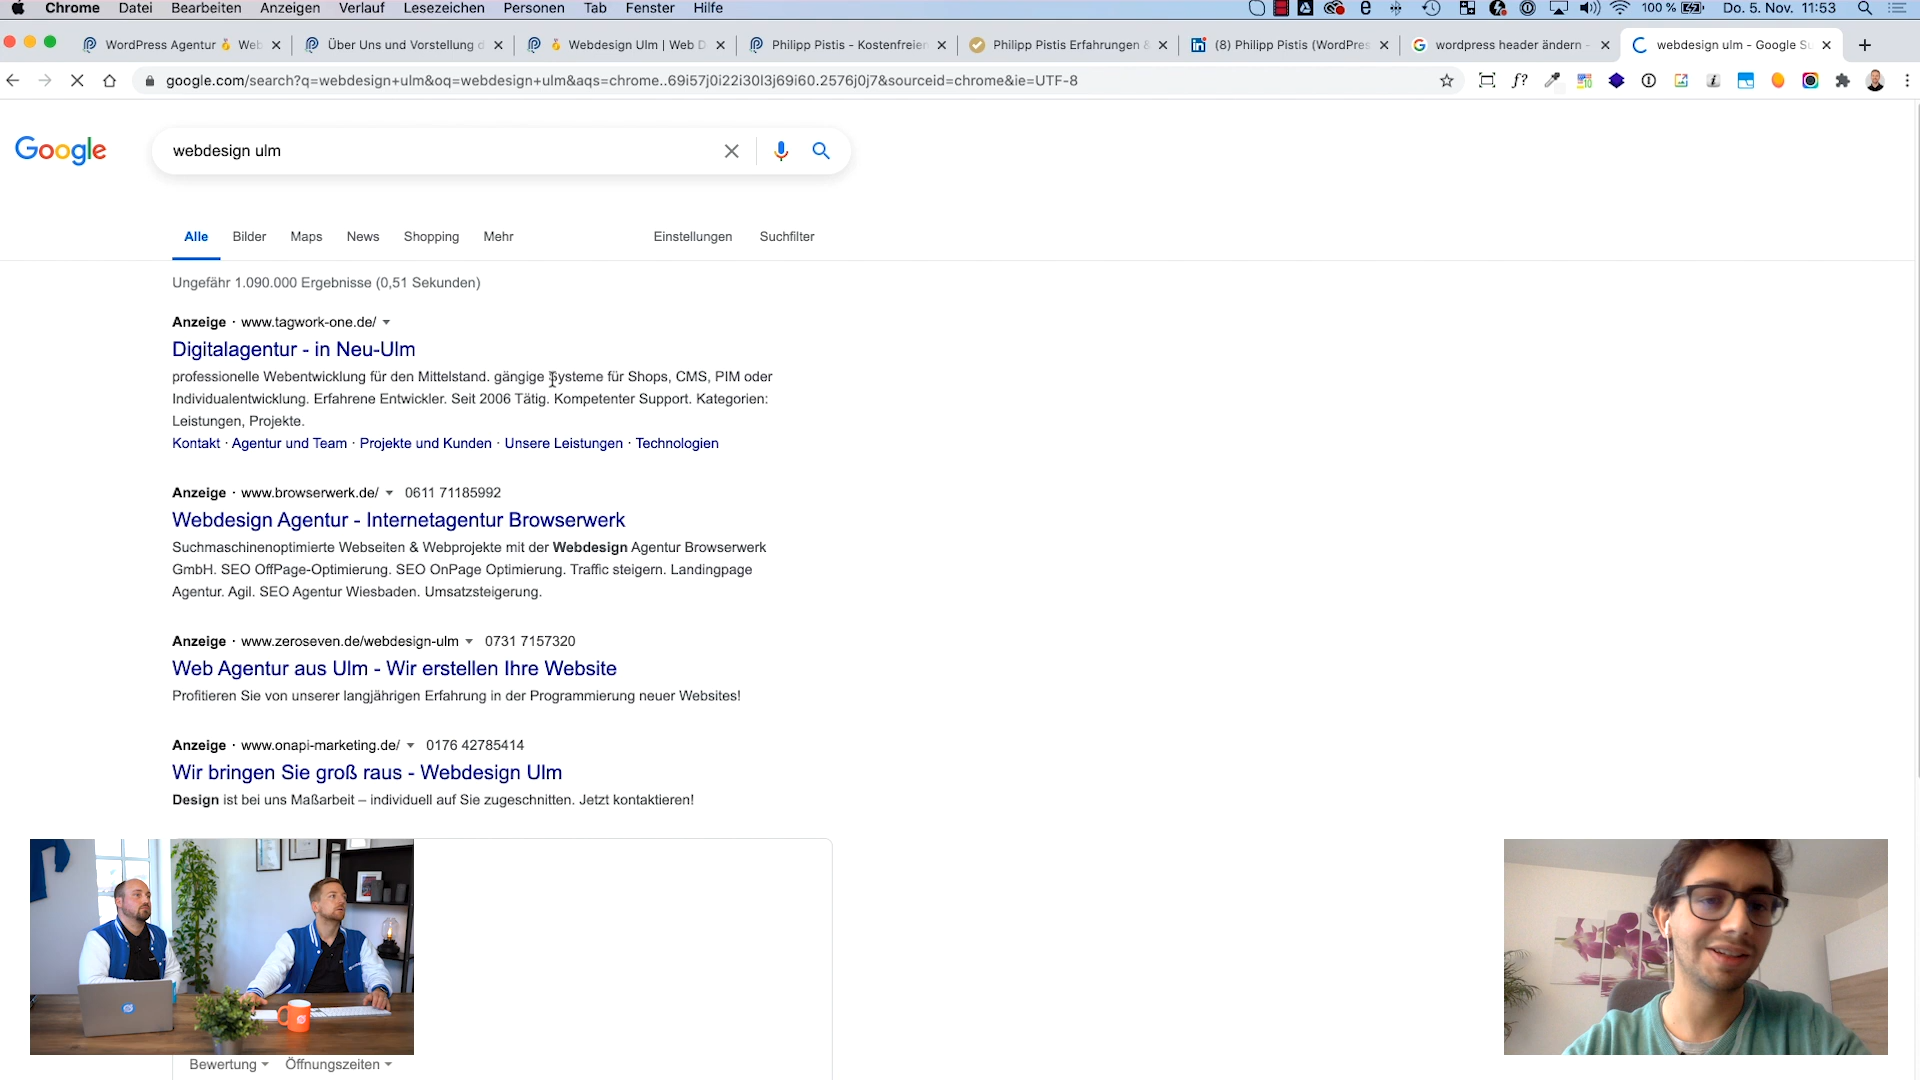 Chrome Datei Bearbeiten Anzeigen Verlauf Lesezeichen Personen Tab Fenster Hilfe 100 % Do. 5. Nov. 11:53
WordPress Agentur Web Über Uns und Vorstellung d Webdesign Ulm | Web D Philipp Pistis - Kostenfreier Philipp Pistis Erfahrungen & (8) Philipp Pistis (WordPres wordpress header ändern - webdesign ulm - Google Su
google.com/search?q=webdesign+ulm&oq=webdesign+ulm&aqs=chrome..69i57j0i22i30l3j69i60.2576j0j7&sourceid=chrome&ie=UTF-8
Google webdesign ulm
Alle Bilder Maps News Shopping Mehr Einstellungen Suchfilter
Ungefähr 1.090.000 Ergebnisse (0,51 Sekunden)
Anzeige · www.tagwork-one.de/
Digitalagentur - in Neu-Ulm
professionelle Webentwicklung für den Mittelstand. gängige Systeme für Shops, CMS, PIM oder
Individualentwicklung. Erfahrene Entwickler. Seit 2006 Tätig. Kompetenter Support. Kategorien:
Leistungen, Projekte.
Kontakt · Agentur und Team · Projekte und Kunden · Unsere Leistungen · Technologien
Anzeige · www.browserwerk.de/ 0611 71185992
Webdesign Agentur - Internetagentur Browserwerk
Suchmaschinenoptimierte Webseiten & Webprojekte mit der Webdesign Agentur Browserwerk
GmbH. SEO OffPage-Optimierung. SEO OnPage Optimierung. Traffic steigern. Landingpage
Agentur. Agil. SEO Agentur Wiesbaden. Umsatzsteigerung.
Anzeige · www.zeroseven.de/webdesign-ulm 0731 7157320
Web Agentur aus Ulm - Wir erstellen Ihre Website
Profitieren Sie von unserer langjährigen Erfahrung in der Programmierung neuer Websites!
Anzeige · www.onapi-marketing.de/ 0176 42785414
Wir bringen Sie groß raus - Webdesign Ulm
Design ist bei uns Maßarbeit – individuell auf Sie zugeschnitten. Jetzt kontaktieren!
Bewertung Öffnungszeiten